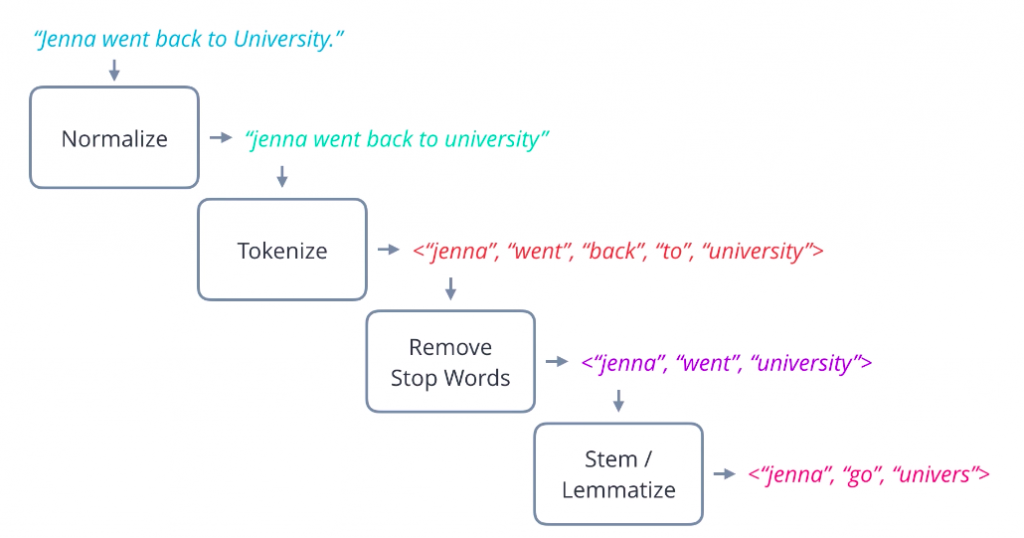 “Jenna went back to University.”
Normalize
“jenna went back to university”
Tokenize
<“jenna”, “went”, “back”, “to”, “university”>
Remove
Stop Words
<“jenna”, “went”, “university”>
Stem /
Lemmatize
<“jenna”, “go”, “univers”>